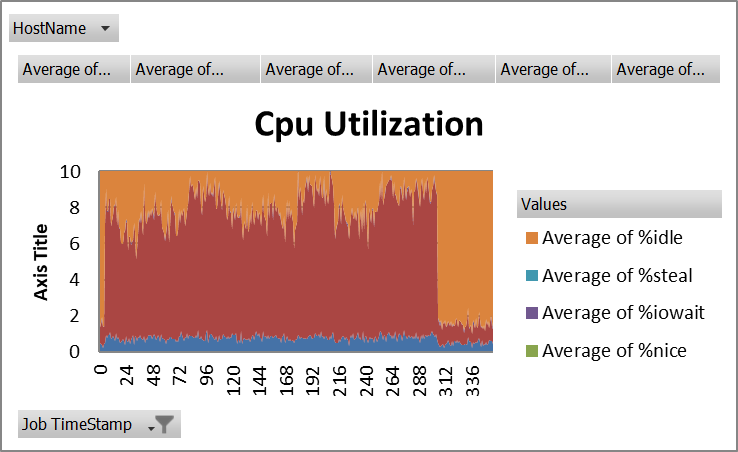 HostName
Average of... Average of... Average of... Average of... Average of... Average of...
Cpu Utilization
10
8
6
4
2
0
Axis Title
0 24 48 72 96 120 144 168 192 216 240 264 288 312 336
Values
Average of %idle
Average of %steal
Average of %iowait
Average of %nice
Job TimeStamp